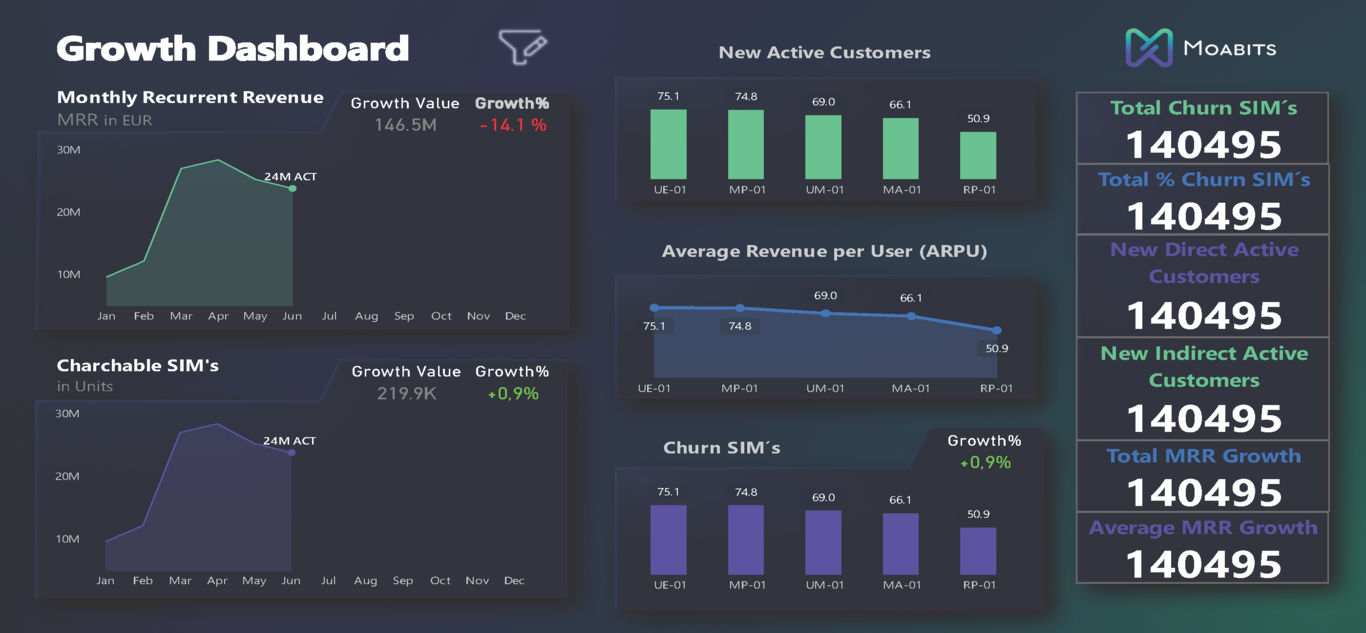 Growth Dashboard
Monthly Recurrent Revenue
MRR in EUR
Growth Value Growth%
146.5M -14.1 %
30M
20M
10M
24M ACT
Jan Feb Mar Apr May Jun Jul Aug Sep Oct Nov Dec
Charchable SIM's
in Units
Growth Value Growth%
219.9K +0,9%
30M
20M
10M
24M ACT
Jan Feb Mar Apr May Jun Jul Aug Sep Oct Nov Dec
New Active Customers
75.1 74.8 69.0 66.1 50.9
UE-01 MP-01 UM-01 MA-01 RP-01
Average Revenue per User (ARPU)
75.1 74.8 69.0 66.1 50.9
UE-01 MP-01 UM-01 MA-01 RP-01
Churn SIM´s
Growth%
+0,9%
75.1 74.8 69.0 66.1 50.9
UE-01 MP-01 UM-01 MA-01 RP-01
MOABITS
Total Churn SIM´s
140495
Total % Churn SIM´s
140495
New Direct Active
Customers
140495
New Indirect Active
Customers
140495
Total MRR Growth
140495
Average MRR Growth
140495